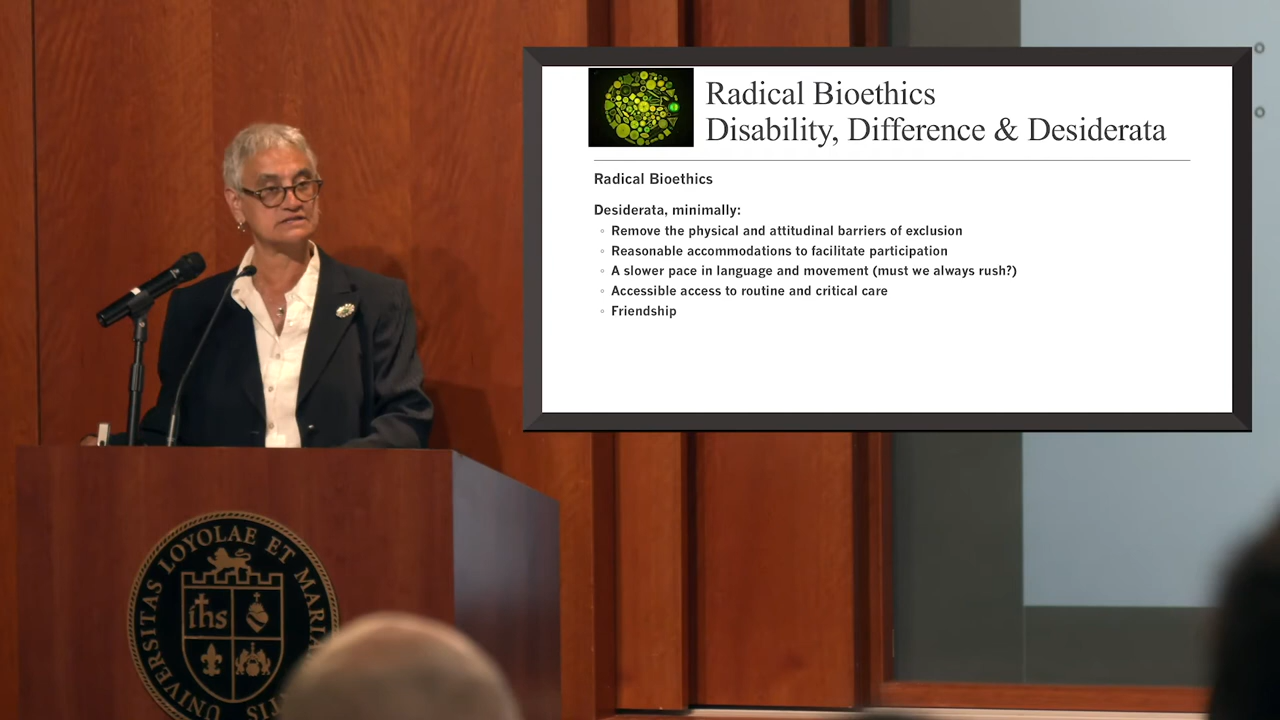 Radical Bioethics
Disability, Difference & Desiderata
Radical Bioethics
Desiderata, minimally:
◦ Remove the physical and attitudinal barriers of exclusion
◦ Reasonable accommodations to facilitate participation
◦ A slower pace in language and movement (must we always rush?)
◦ Accessible access to routine and critical care
◦ Friendship
UNIVERSITAS LOYOLAE ET MARIA
ihs